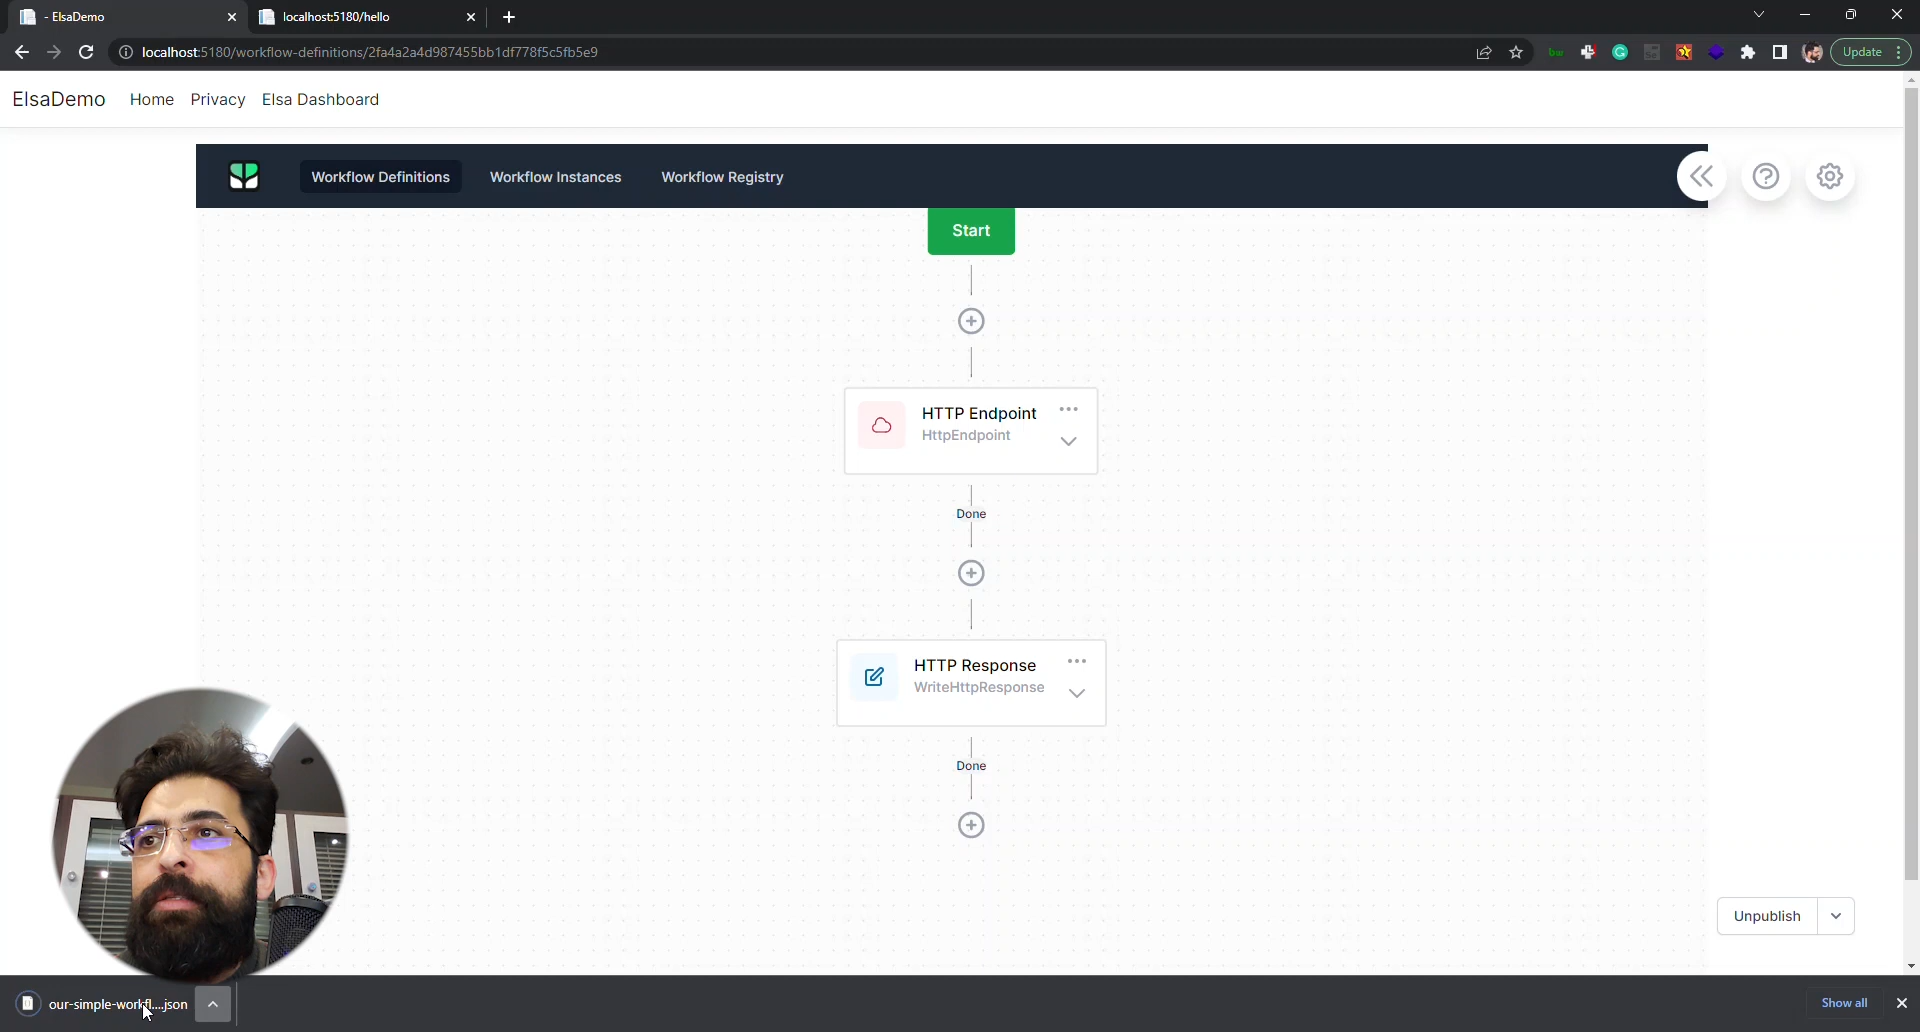 - ElsaDemo
localhost:5180/hello
localhost:5180/workflow-definitions/2fa4a2a4d987455bb1df778f5c5fb5e9
Update
ElsaDemo Home Privacy Elsa Dashboard
Workflow Definitions Workflow Instances Workflow Registry
Start
HTTP Endpoint
HttpEndpoint
Done
HTTP Response
WriteHttpResponse
Done
Unpublish
our-simple-workfl....json
Show all